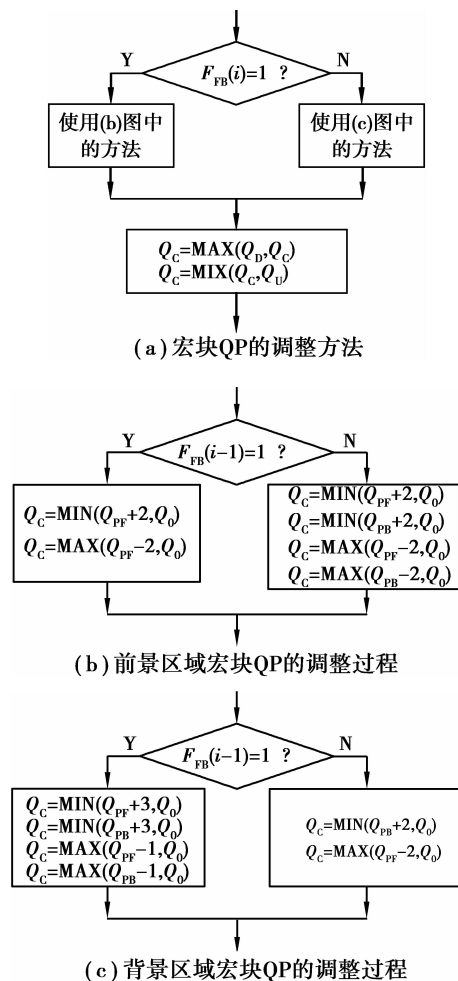 F_FB(i)=1 ?
Y
N
使用(b)图中
的方法
使用(c)图中
的方法
Q_C=MAX(Q_D,Q_C)
Q_C=MIX(Q_C,Q_U)
(a)宏块QP的调整方法
F_FB(i−1)=1 ?
Y
N
Q_C=MIN(Q_PF+2,Q_0)
Q_C=MAX(Q_PF−2,Q_0)
Q_C=MIN(Q_PF+2,Q_0)
Q_C=MIN(Q_PB+2,Q_0)
Q_C=MAX(Q_PF−2,Q_0)
Q_C=MAX(Q_PB−2,Q_0)
(b)前景区域宏块QP的调整过程
F_FB(i−1)=1 ?
Y
N
Q_C=MIN(Q_PF+3,Q_0)
Q_C=MIN(Q_PB+3,Q_0)
Q_C=MAX(Q_PF−1,Q_0)
Q_C=MAX(Q_PB−1,Q_0)
Q_C=MIN(Q_PB+2,Q_0)
Q_C=MAX(Q_PF−2,Q_0)
(c)背景区域宏块QP的调整过程